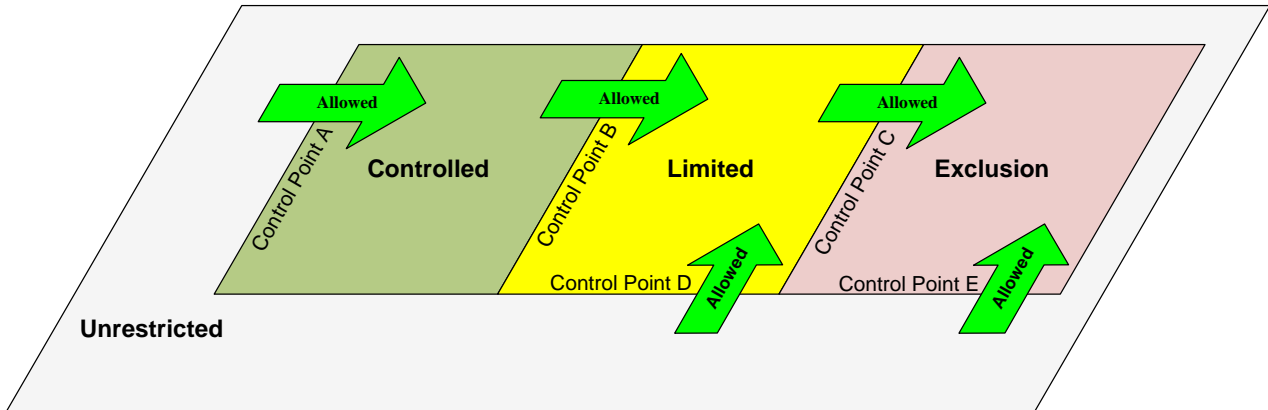 Allowed
Allowed
Allowed
Control Point A
Controlled
Control Point B
Limited
Control Point C
Exclusion
Control Point D
Allowed
Control Point E
Allowed
Unrestricted